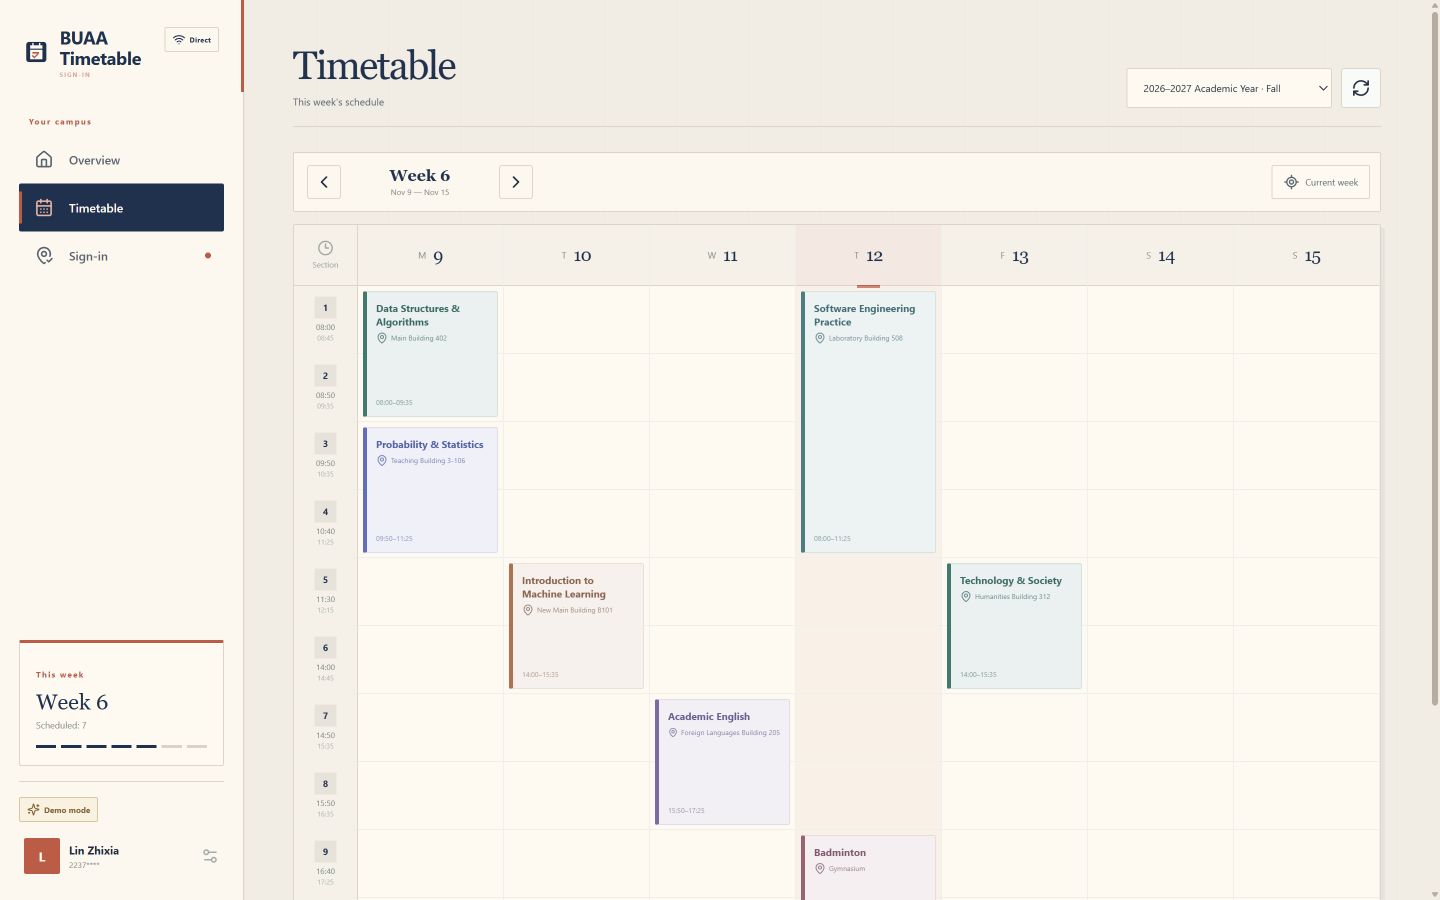 BUAA
Timetable
SIGN-IN
Direct
Your campus
Overview
Timetable
Sign-in
This week
Week 6
Scheduled: 7
Demo mode
L
Lin Zhixia
2237****
Timetable
This week's schedule
2026–2027 Academic Year · Fall
Week 6
Nov 9 — Nov 15
Current week
Section
M 9
T 10
W 11
T 12
F 13
S 14
S 15
1
08:00
08:45
2
08:50
09:35
3
09:50
10:35
4
10:40
11:25
5
11:30
12:15
6
14:00
14:45
7
14:50
15:35
8
15:50
16:35
9
16:40
17:25
Data Structures &
Algorithms
Main Building 402
08:00–09:35
Probability & Statistics
Teaching Building 3-106
09:50–11:25
Introduction to
Machine Learning
New Main Building B101
14:00–15:35
Academic English
Foreign Languages Building 205
15:50–17:25
Software Engineering
Practice
Laboratory Building 508
08:00–11:25
Badminton
Gymnasium
Technology & Society
Humanities Building 312
14:00–15:35